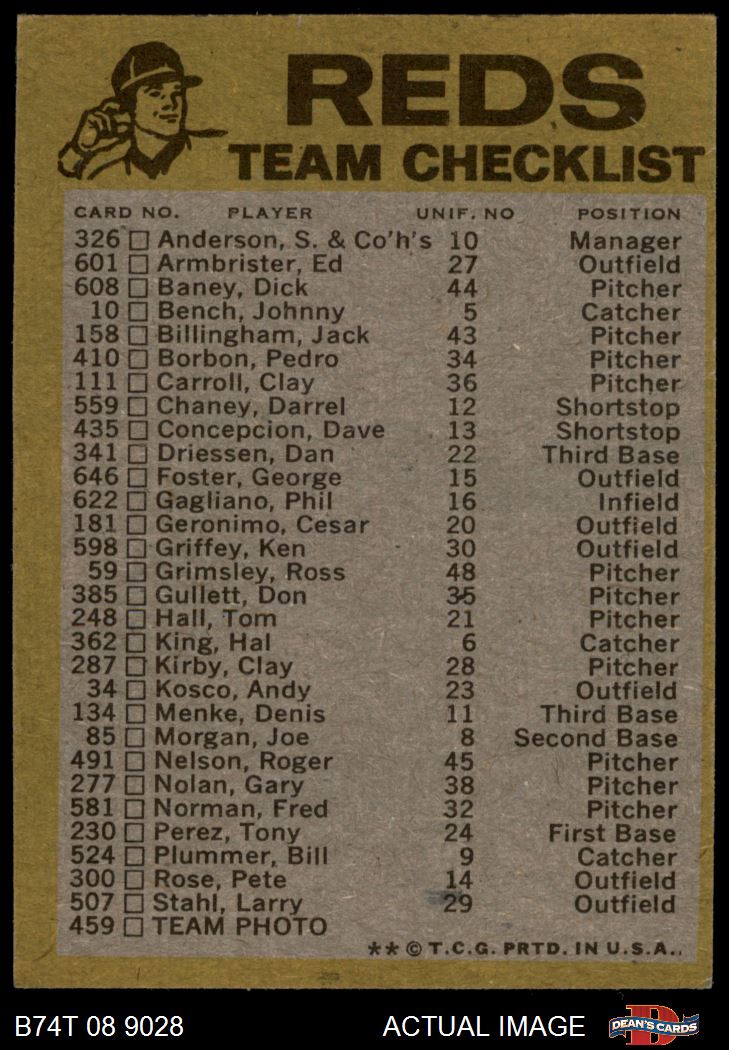 REDS
TEAM CHECKLIST
CARD NO. PLAYER UNIF. NO POSITION
326 Anderson, S. & Co'h's 10 Manager
601 Armbrister, Ed 27 Outfield
608 Baney, Dick 44 Pitcher
10 Bench, Johnny 5 Catcher
158 Billingham, Jack 43 Pitcher
410 Borbon, Pedro 34 Pitcher
111 Carroll, Clay 36 Pitcher
559 Chaney, Darrel 12 Shortstop
435 Concepcion, Dave 13 Shortstop
341 Driessen, Dan 22 Third Base
646 Foster, George 15 Outfield
622 Gagliano, Phil 16 Infield
181 Geronimo, Cesar 20 Outfield
598 Griffey, Ken 30 Outfield
59 Grimsley, Ross 48 Pitcher
385 Gullett, Don 35 Pitcher
248 Hall, Tom 21 Pitcher
362 King, Hal 6 Catcher
287 Kirby, Clay 28 Pitcher
34 Kosco, Andy 23 Outfield
134 Menke, Denis 11 Third Base
85 Morgan, Joe 8 Second Base
491 Nelson, Roger 45 Pitcher
277 Nolan, Gary 38 Pitcher
581 Norman, Fred 32 Pitcher
230 Perez, Tony 24 First Base
524 Plummer, Bill 9 Catcher
300 Rose, Pete 14 Outfield
507 Stahl, Larry 29 Outfield
459 TEAM PHOTO
**© T.C.G. PRTD. IN U.S.A.
B74T 08 9028 ACTUAL IMAGE DEAN'S CARDS